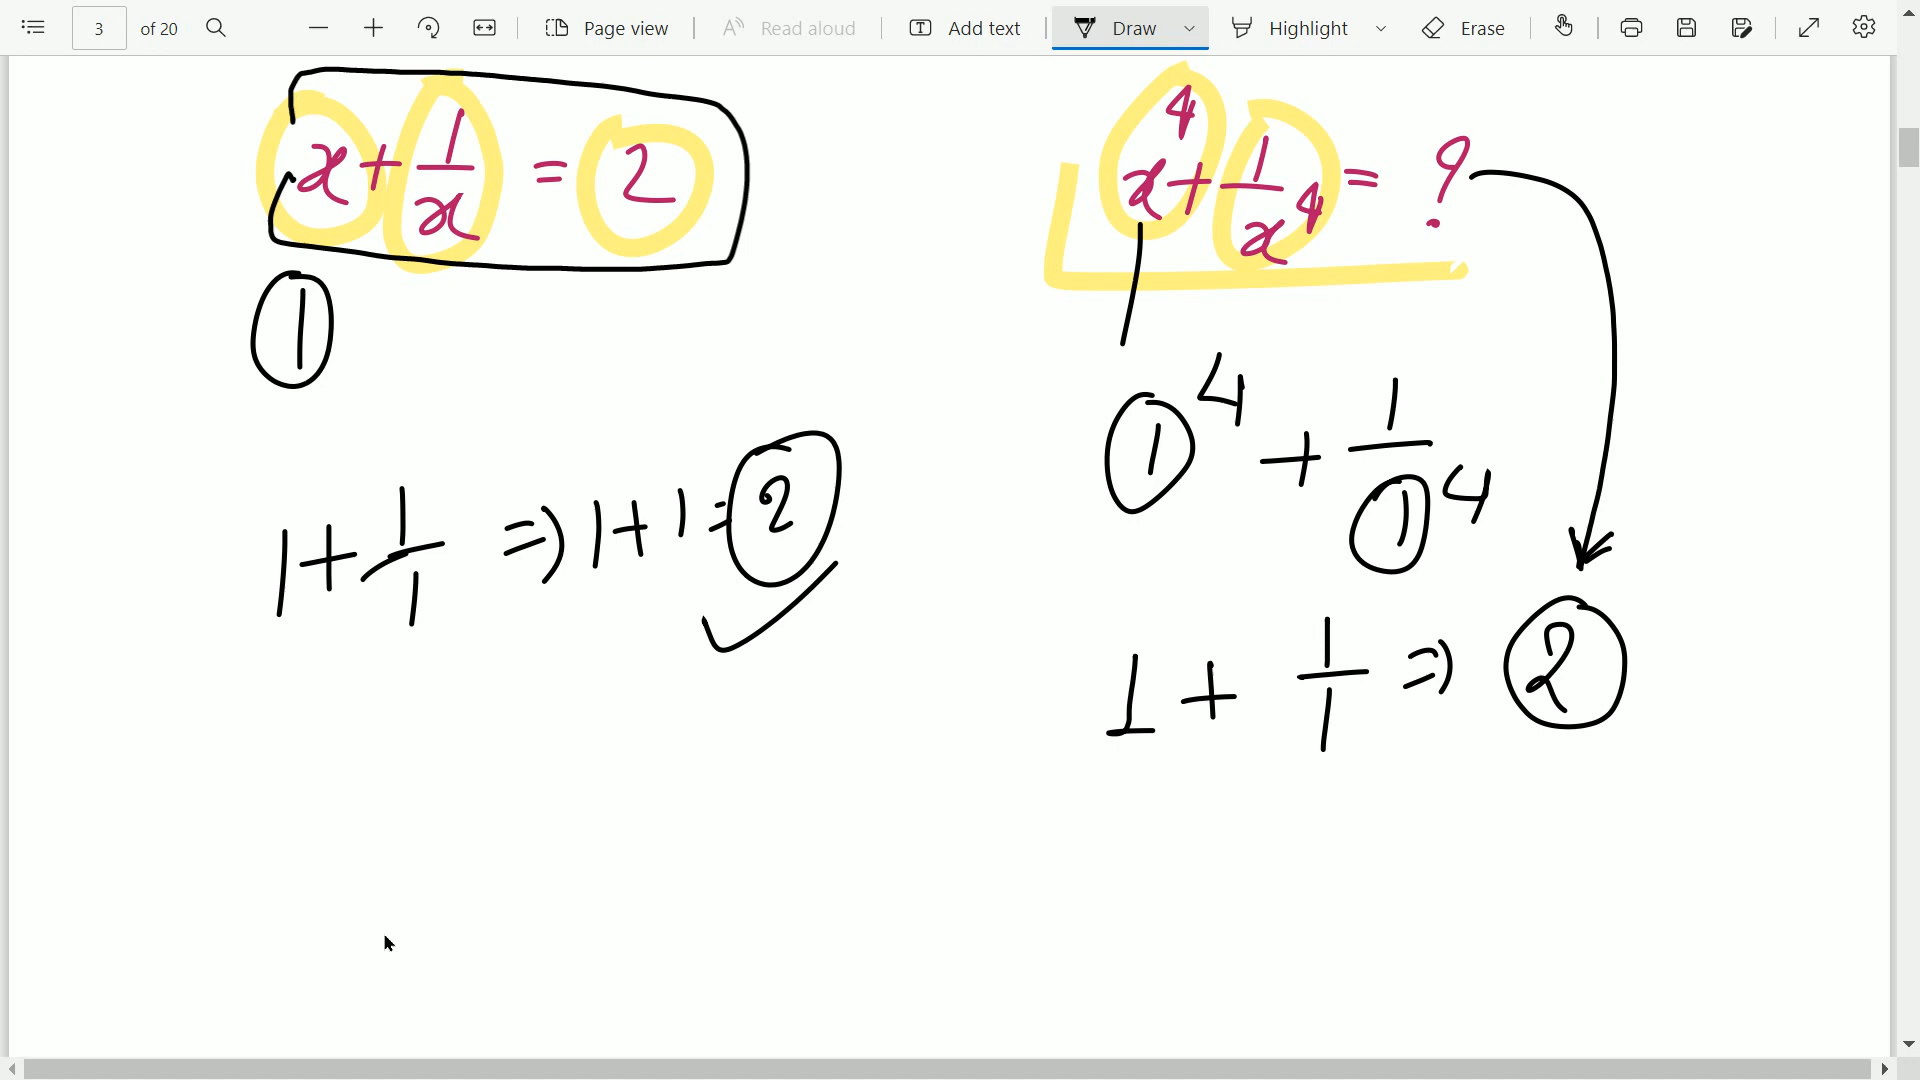 3 of 20 Page view Read aloud Add text Draw Highlight Erase
x + 1/x = 2
x⁴ + 1/x⁴ = ?
1
1⁴ + 1/1⁴
1 + 1/1 ⇒ 1 + 1 = 2
1 + 1/1 ⇒ 2